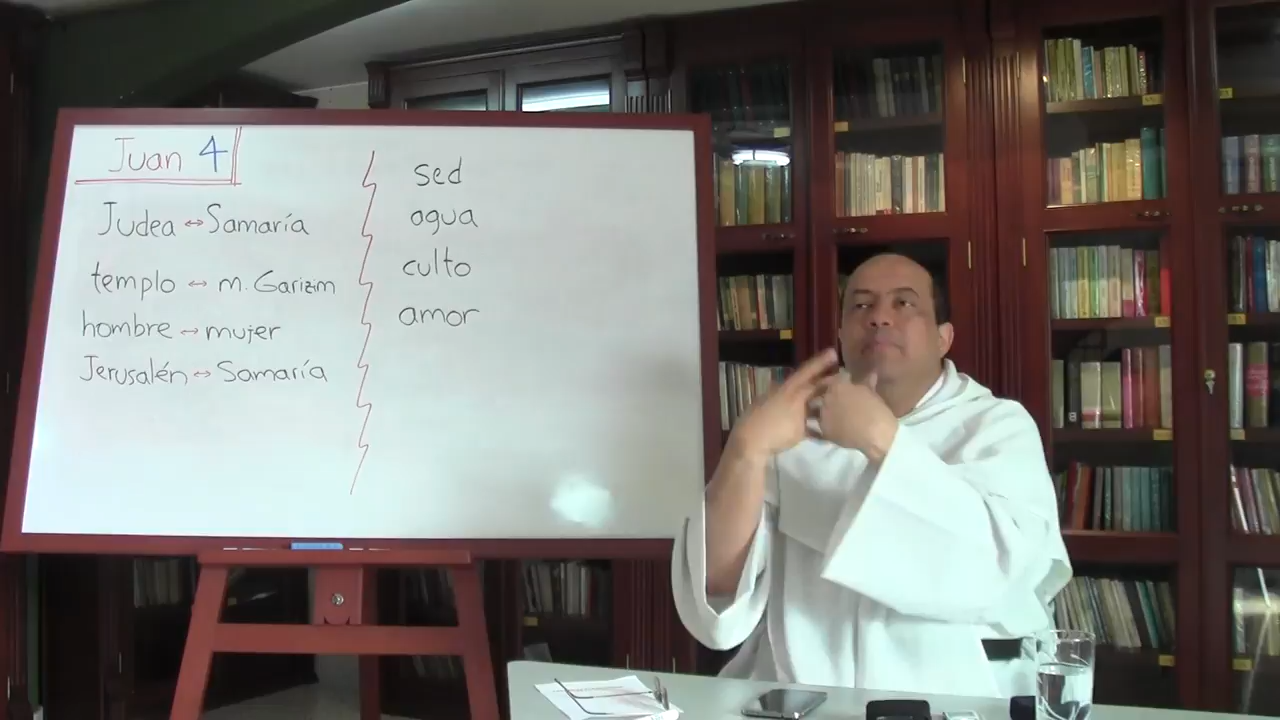 Juan 4
Judea ↔ Samaría
templo ↔ m. Garizim
hombre ↔ mujer
Jerusalén ↔ Samaría
sed
agua
culto
amor